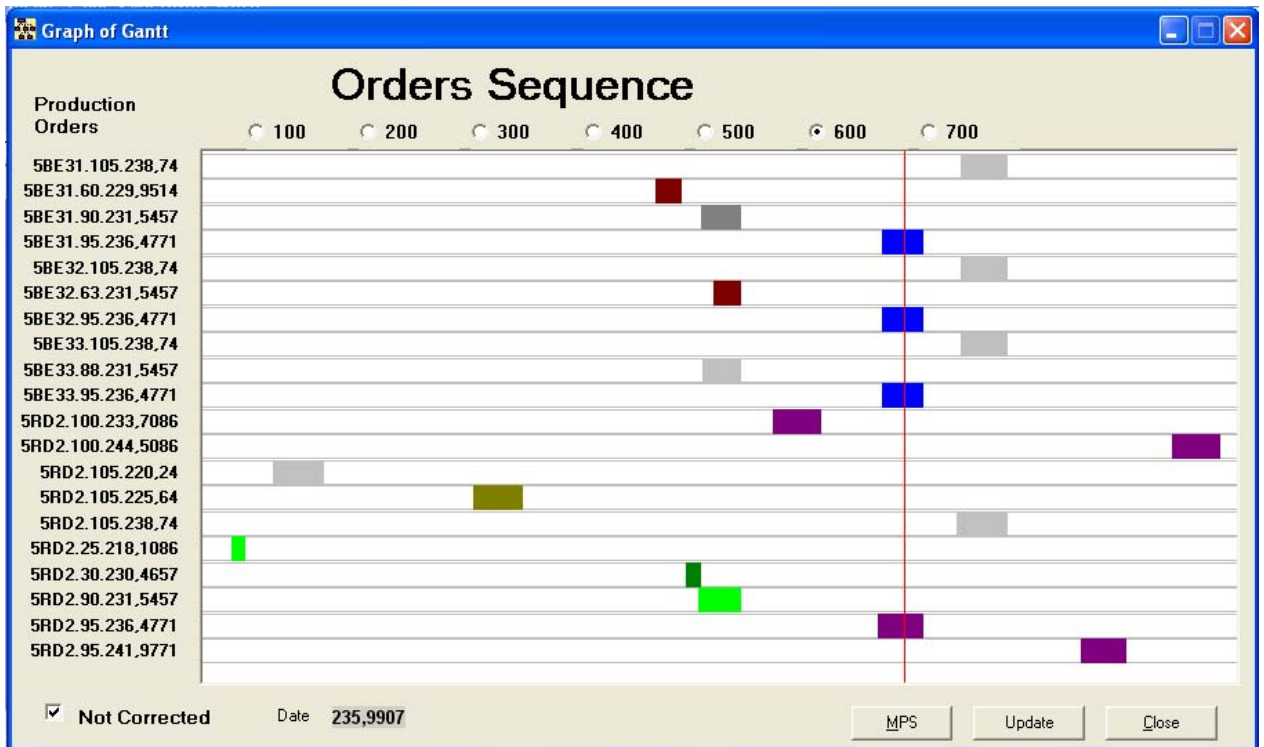 Graph of Gantt
Orders Sequence
Production
Orders
100 200 300 400 500 600 700
5BE31.105.238,74
5BE31.60.229,9514
5BE31.90.231,5457
5BE31.95.236,4771
5BE32.105.238,74
5BE32.63.231,5457
5BE32.95.236,4771
5BE33.105.238,74
5BE33.88.231,5457
5BE33.95.236,4771
5RD2.100.233,7086
5RD2.100.244,5086
5RD2.105.220,24
5RD2.105.225,64
5RD2.105.238,74
5RD2.25.218,1086
5RD2.30.230,4657
5RD2.90.231,5457
5RD2.95.236,4771
5RD2.95.241,9771
Not Corrected Date 235,9907 MPS Update Close